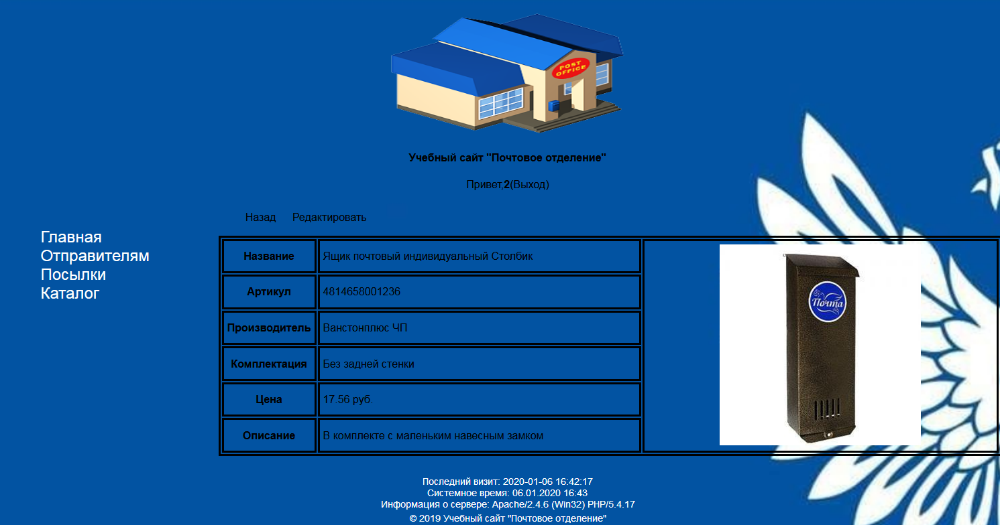 POST
OFFICE
Учебный сайт "Почтовое отделение"
Привет,2(Выход)
Назад Редактировать
Главная
Отправителям
Посылки
Каталог
Название Ящик почтовый индивидуальный Столбик
Артикул 4814658001236
Производитель Ванстонплюс ЧП
Комплектация Без задней стенки
Цена 17.56 руб.
Описание В комплекте с маленьким навесным замком
Почта
Последний визит: 2020-01-06 16:42:17
Системное время: 06.01.2020 16:43
Информация о сервере: Apache/2.4.6 (Win32) PHP/5.4.17
© 2019 Учебный сайт "Почтовое отделение"